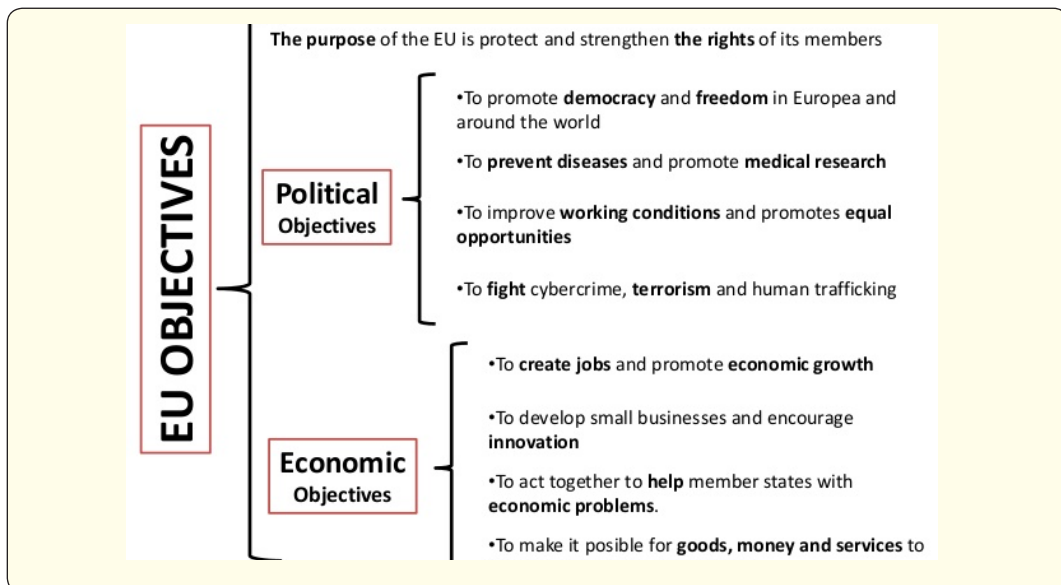 The purpose of the EU is protect and strengthen the rights of its members
EU OBJECTIVES
Political
Objectives
•To promote democracy and freedom in Europea and
around the world
•To prevent diseases and promote medical research
•To improve working conditions and promotes equal
opportunities
•To fight cybercrime, terrorism and human trafficking
Economic
Objectives
•To create jobs and promote economic growth
•To develop small businesses and encourage
innovation
•To act together to help member states with
economic problems.
•To make it posible for goods, money and services to